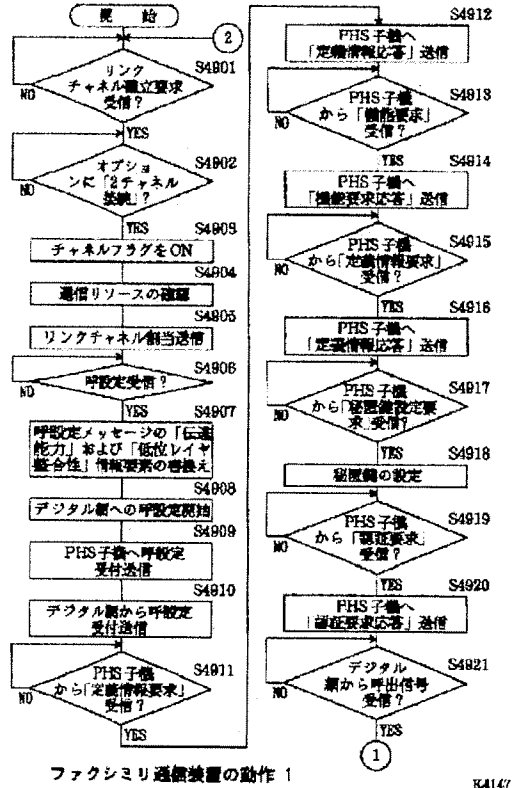 開　始
2
S4901
リンク
チャネル確立要求
受信？
NO
YES
S4902
オプショ
ンに「2チャネル
接続」？
NO
YES
S4903
チャネルフラグをON
S4904
通信リソースの確認
S4905
リンクチャネル割当送信
S4906
呼設定受信？
NO
YES
S4907
呼設定メッセージの「伝達
能力」および「低位レイヤ
整合性」情報要素の書換え
S4908
デジタル網への呼設定開始
S4909
PHS子機へ呼設定
受付送信
S4910
デジタル網から呼設定
受付送信
S4911
PHS子機
から「定義情報要求」
受信？
NO
YES
S4912
PHS子機へ
「定義情報応答」送信
S4913
PHS子機
から「機能要求」
受信？
NO
YES
S4914
PHS子機へ
「機能要求応答」送信
S4915
PHS子機
から「定義情報要求」
受信？
NO
YES
S4916
PHS子機へ
「定義情報応答」送信
S4917
PHS子機
から「秘匿鍵設定要
求」受信？
NO
YES
S4918
秘匿鍵の設定
S4919
PHS子機
から「認証要求」
受信？
NO
YES
S4920
PHS子機へ
「認証要求応答」送信
S4921
デジタル
網から呼出信号
受信？
NO
YES
1
ファクシミリ通信装置の動作 1
K4147